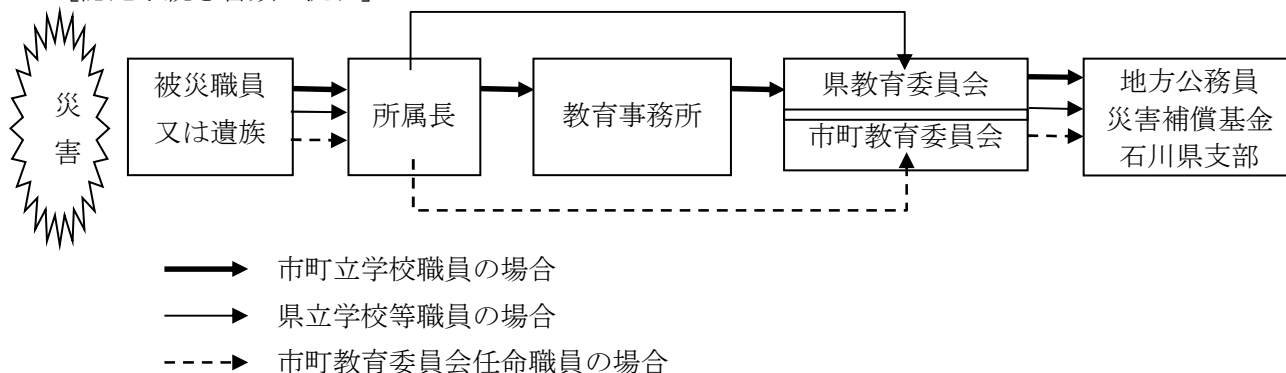 災
害
被災職員
又は遺族
所属長
教育事務所
県教育委員会
市町教育委員会
地方公務員
災害補償基金
石川県支部
市町立学校職員の場合
県立学校等職員の場合
市町教育委員会任命職員の場合